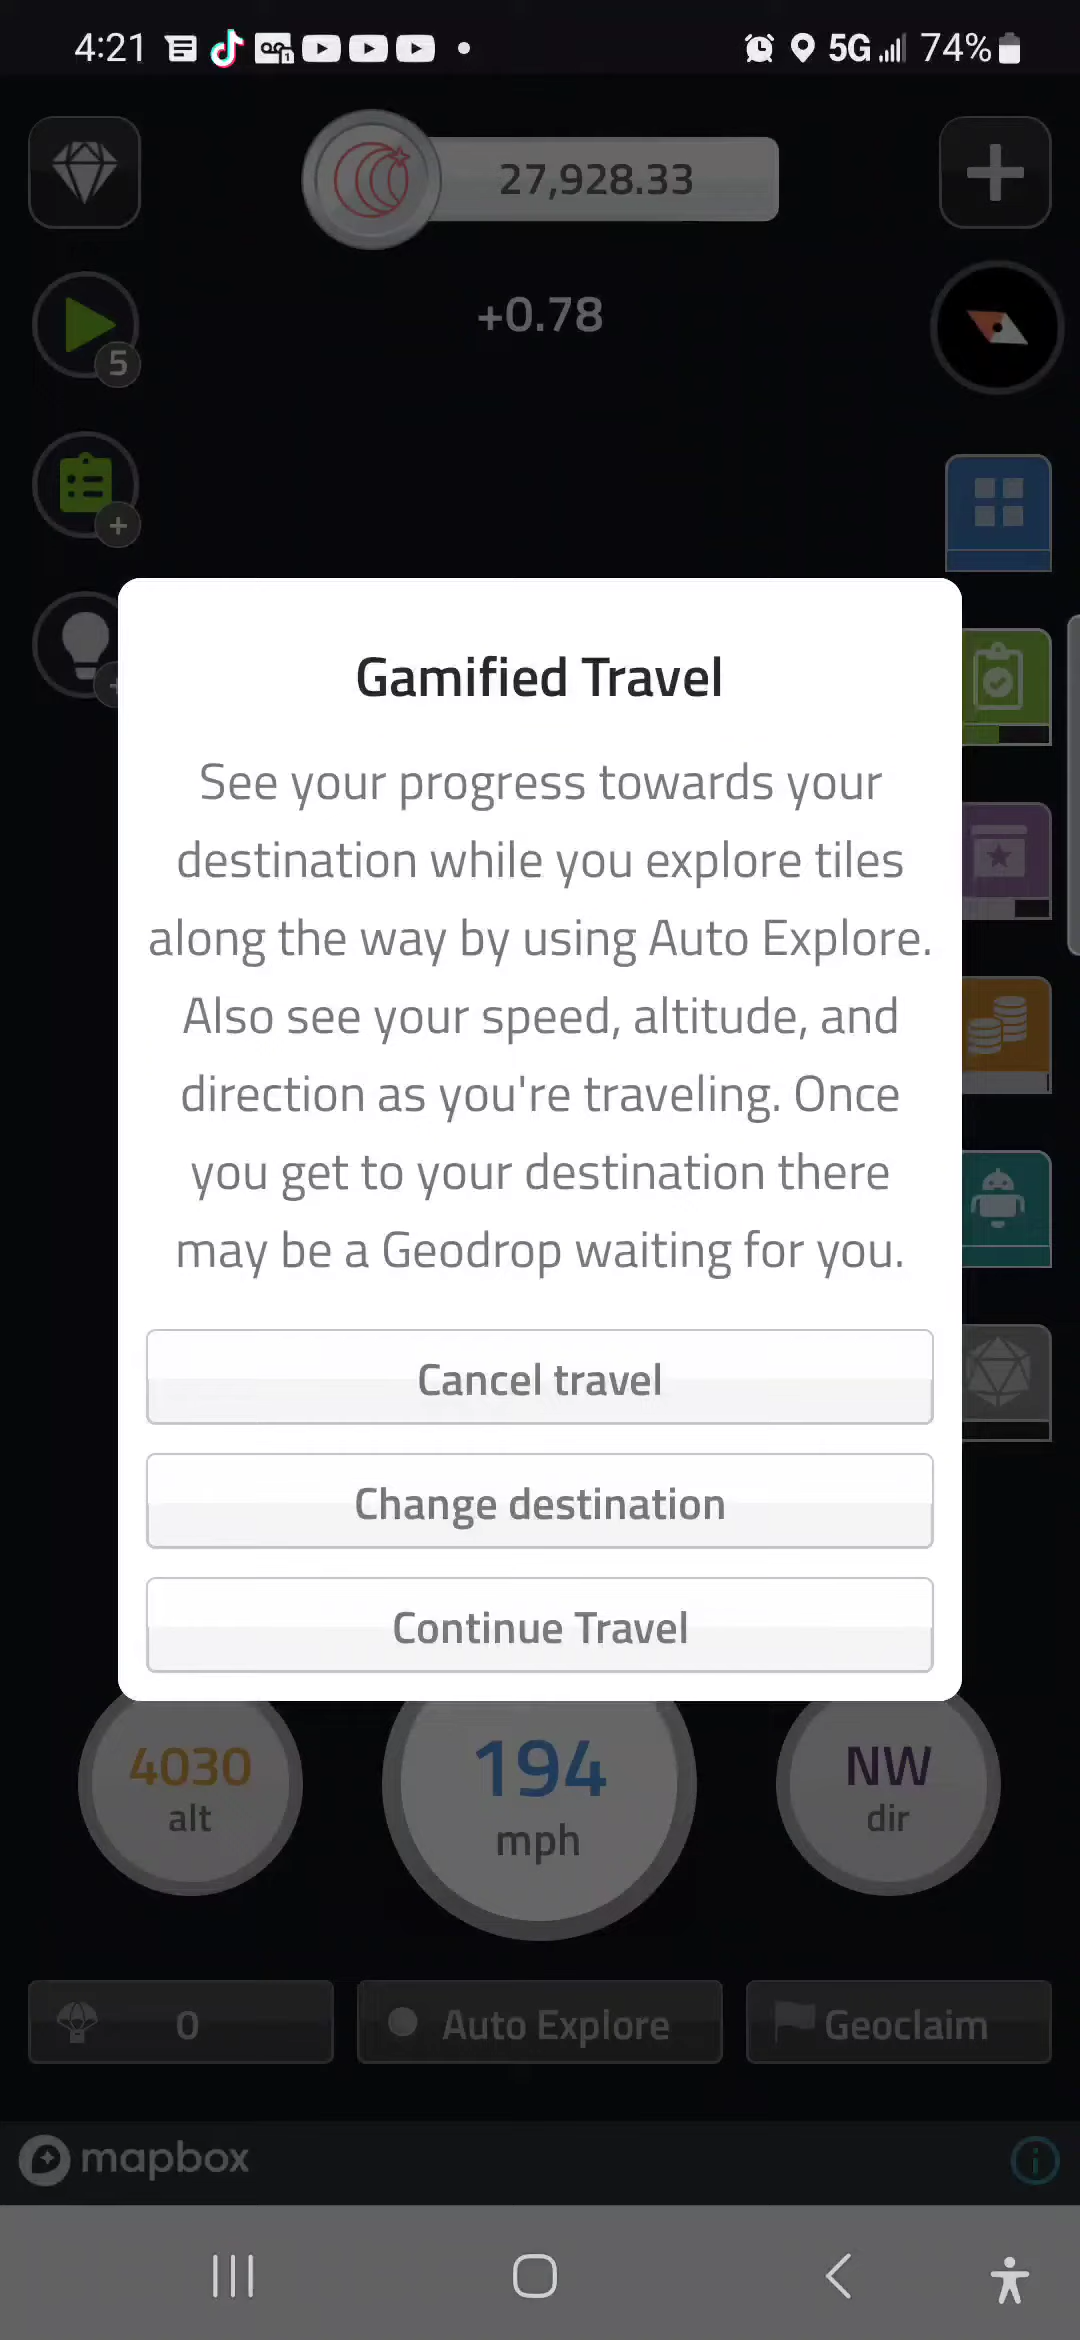 4:21
5G 74%
27,928.33
+0.78
5
+
Gamified Travel
See your progress towards your
destination while you explore tiles
along the way by using Auto Explore.
Also see your speed, altitude, and
direction as you're traveling. Once
you get to your destination there
may be a Geodrop waiting for you.
Cancel travel
Change destination
Continue Travel
4030
alt
194
mph
NW
dir
0
Auto Explore
Geoclaim
mapbox